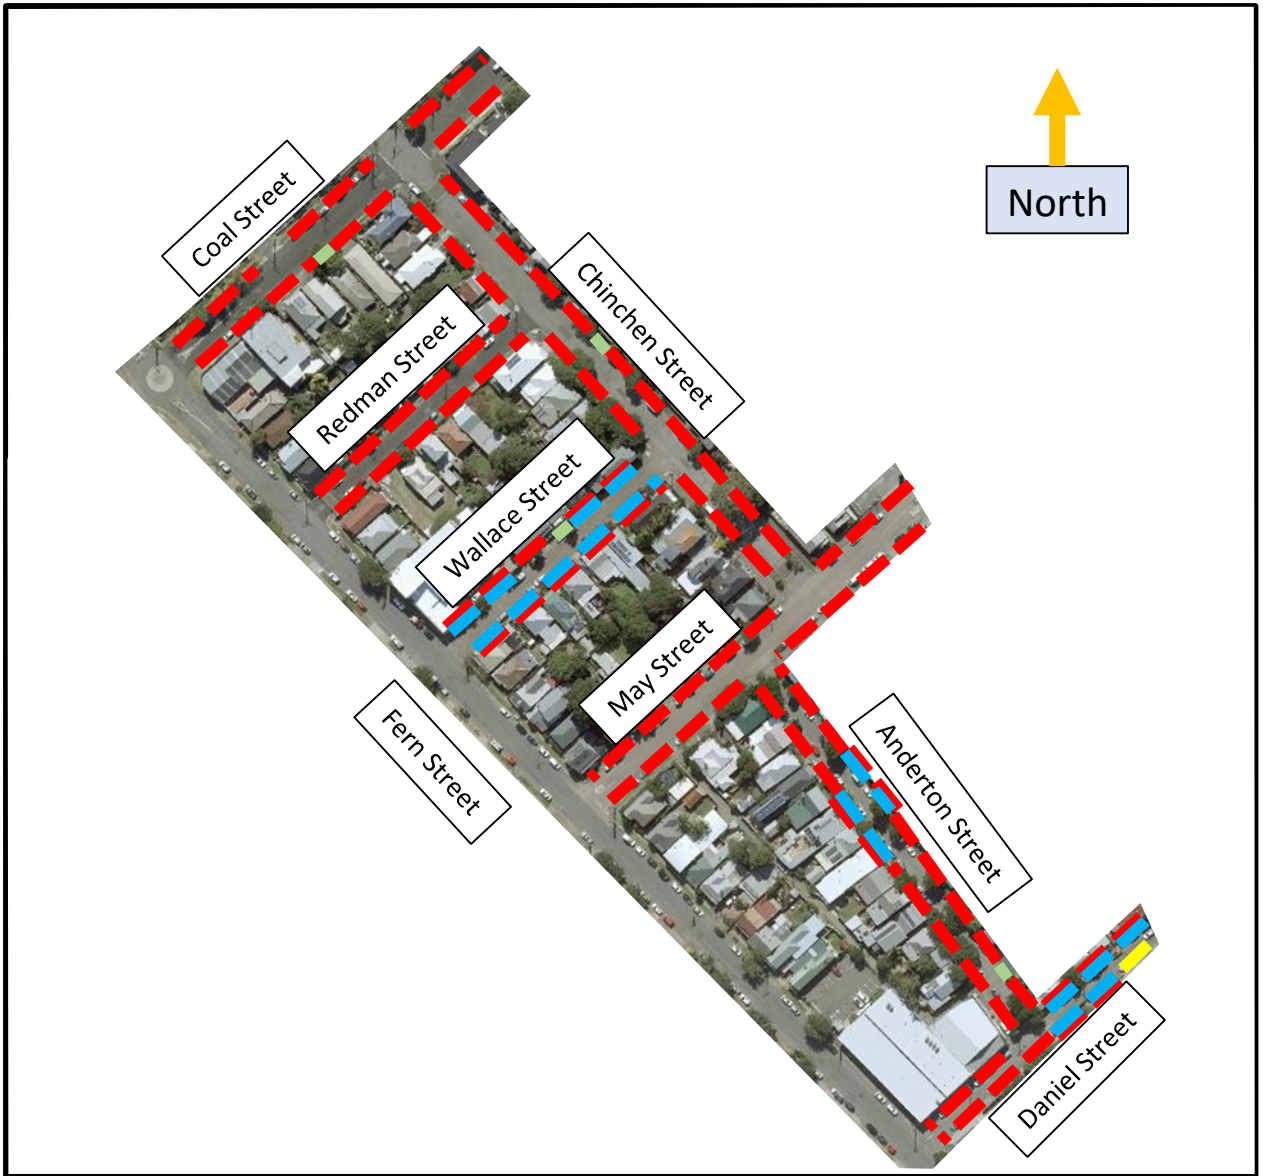 North
Coal Street
Chinchen Street
Redman Street
Wallace Street
May Street
Fern Street
Anderton Street
Daniel Street